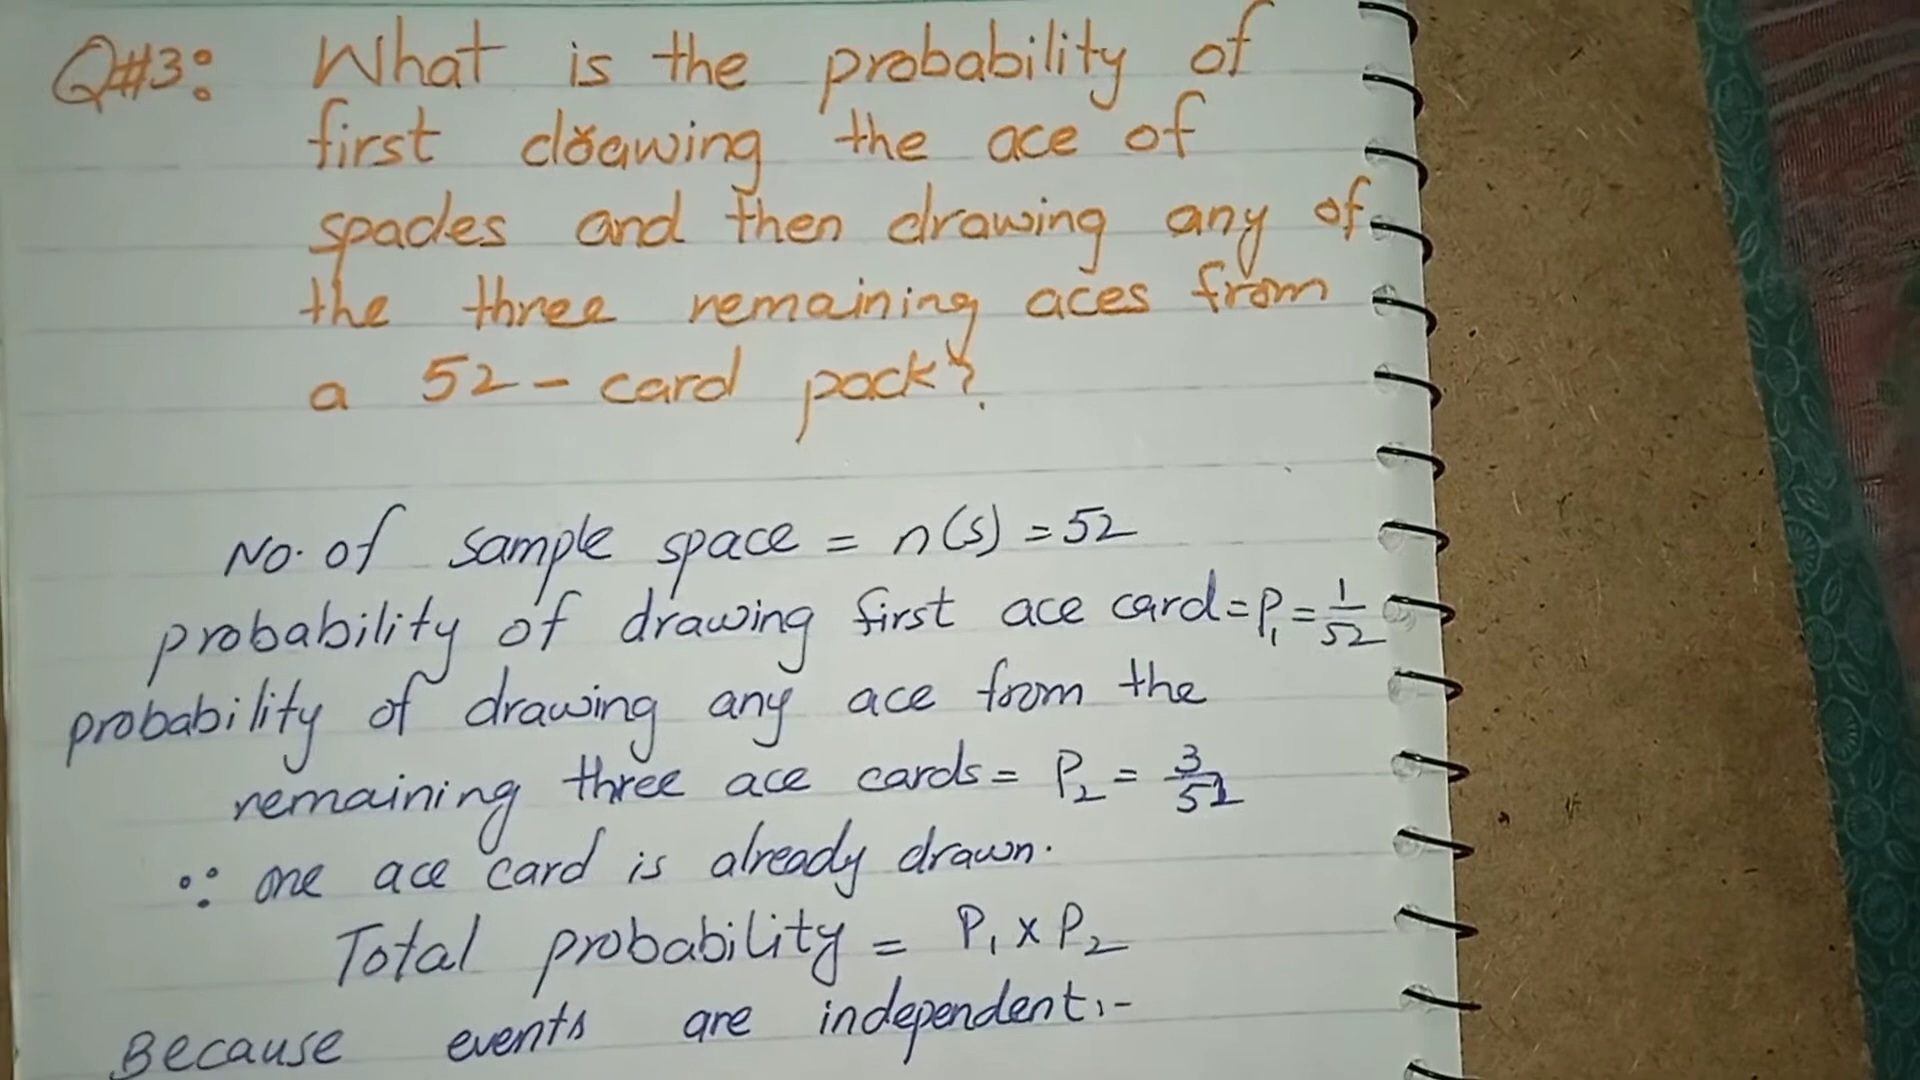 Q#3: What is the probability of
first drawing the ace of
spades and then drawing any of
the three remaining aces from
a 52-card pack?
No. of sample space = n(s) = 52
probability of drawing first ace card = P₁ = 1/52
probability of drawing any ace from the
remaining three ace cards = P₂ = 3/51
∵ one ace card is already drawn.
Total probability = P₁ x P₂
Because events are independent:-